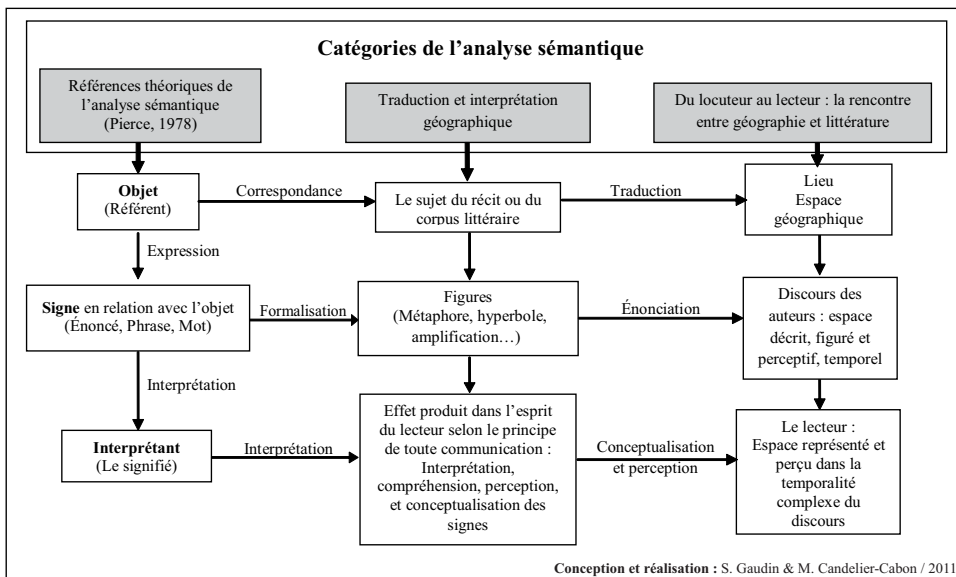 Catégories de l’analyse sémantique
Références théoriques de
l’analyse sémantique
(Pierce, 1978)
Traduction et interprétation
géographique
Du locuteur au lecteur : la rencontre
entre géographie et littérature
Objet
(Référent)
Correspondance
Le sujet du récit ou du
corpus littéraire
Traduction
Lieu
Espace
géographique
Expression
Signe en relation avec l’objet
(Énoncé, Phrase, Mot)
Formalisation
Figures
(Métaphore, hyperbole,
amplification…)
Énonciation
Discours des
auteurs : espace
décrit, figuré et
perceptif, temporel
Interprétation
Interprétant
(Le signifié)
Interprétation
Effet produit dans l’esprit
du lecteur selon le principe
de toute communication :
Interprétation,
compréhension, perception,
et conceptualisation des
signes
Conceptualisation
et perception
Le lecteur :
Espace représenté et
perçu dans la
temporalité
complexe du
discours
Conception et réalisation : S. Gaudin & M. Candelier-Cabon / 2011